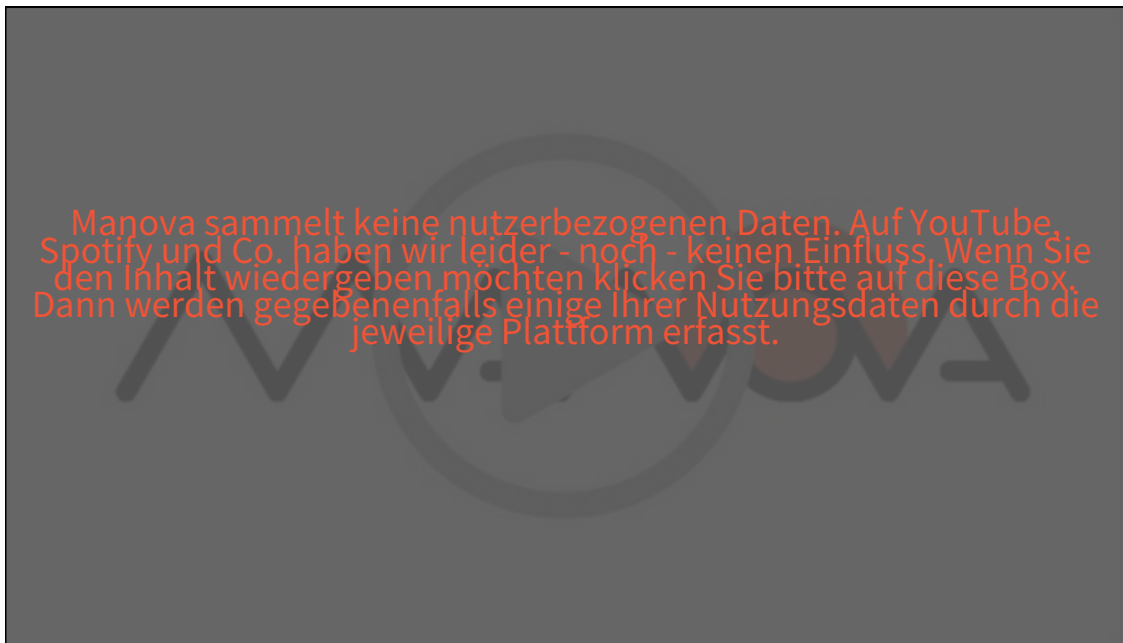 Manova sammelt keine nutzerbezogenen Daten. Auf YouTube,
Spotify und Co. haben wir leider - noch - keinen Einfluss. Wenn Sie
den Inhalt wiedergeben möchten klicken Sie bitte auf diese Box.
Dann werden gegebenenfalls einige Ihrer Nutzungsdaten durch die
jeweilige Plattform erfasst.
MANOVA